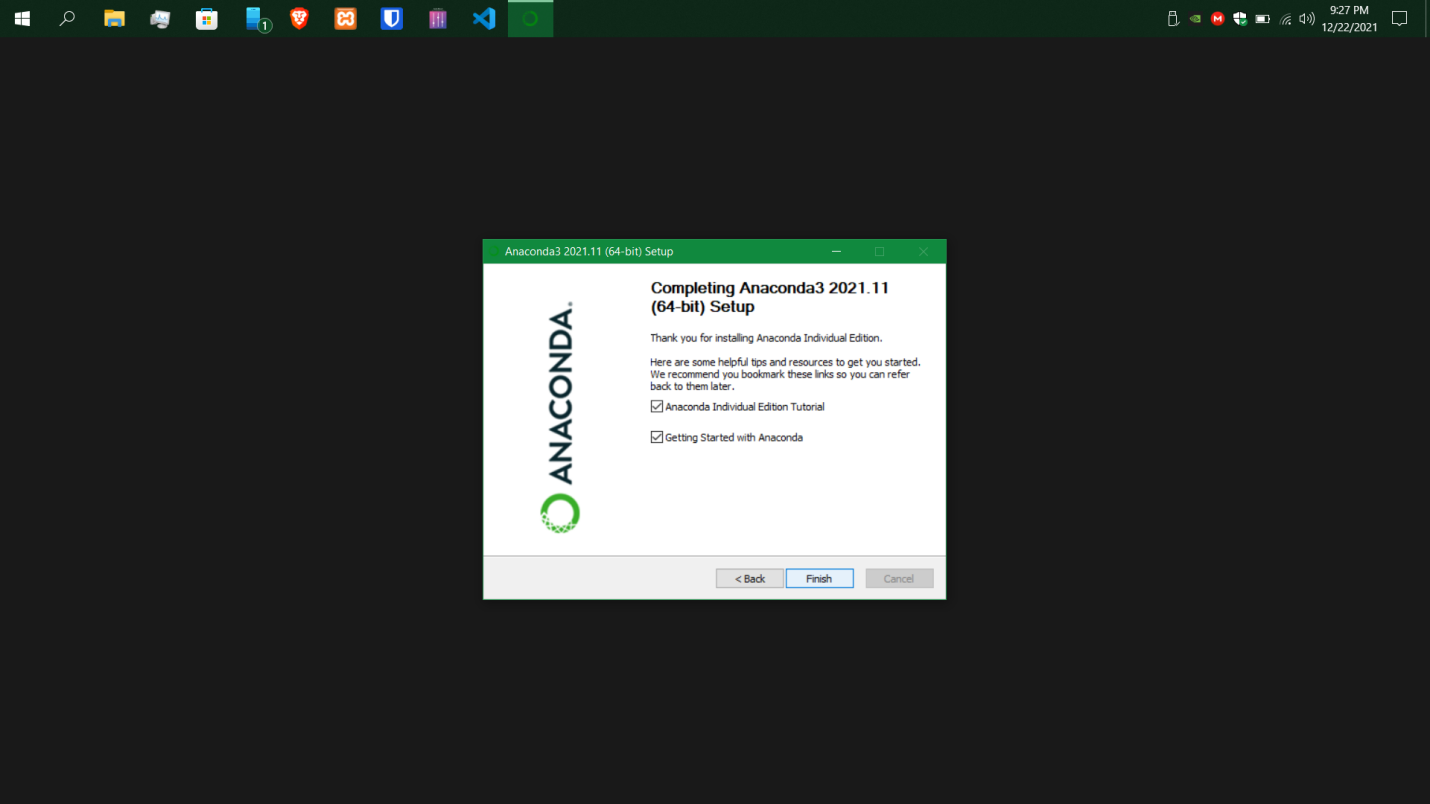 1
9:27 PM
12/22/2021
Anaconda3 2021.11 (64-bit) Setup
ANACONDA.
Completing Anaconda3 2021.11
(64-bit) Setup
Thank you for installing Anaconda Individual Edition.
Here are some helpful tips and resources to get you started.
We recommend you bookmark these links so you can refer
back to them later.
Anaconda Individual Edition Tutorial
Getting Started with Anaconda
< Back
Finish
Cancel